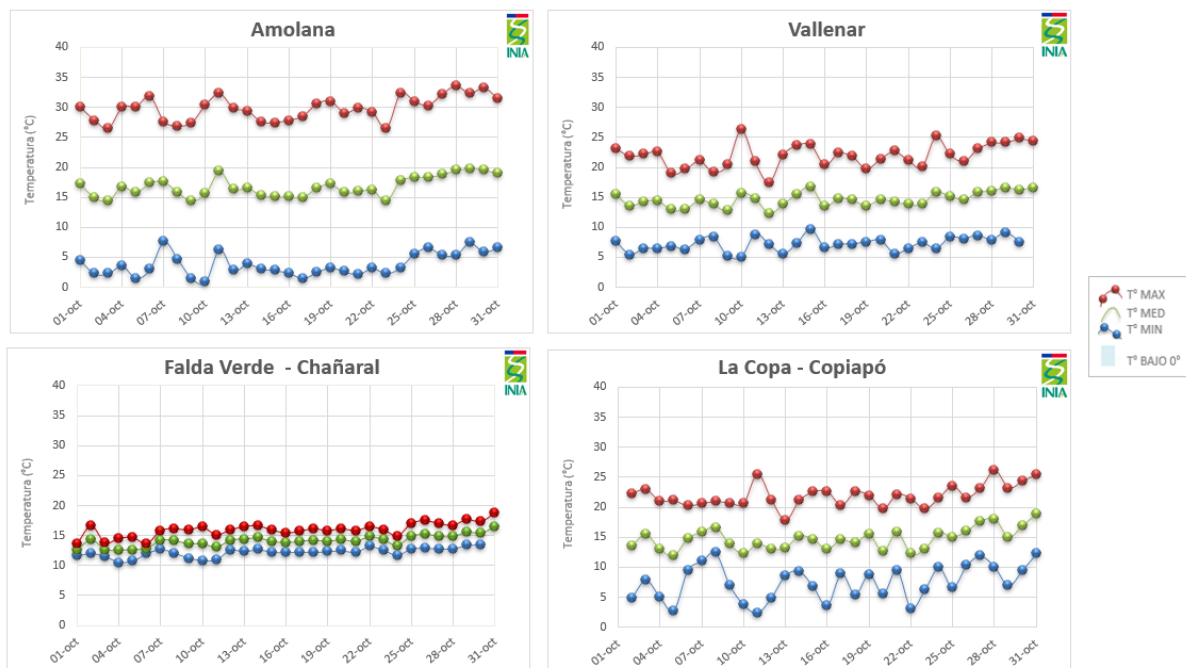 Amolana
INIA
40
35
30
25
20
15
10
5
0
Temperatura (°C)
01-oct
04-oct
07-oct
10-oct
13-oct
16-oct
19-oct
22-oct
25-oct
28-oct
31-oct
Vallenar
INIA
40
35
30
25
20
15
10
5
0
Temperatura (°C)
01-oct
04-oct
07-oct
10-oct
13-oct
16-oct
19-oct
22-oct
25-oct
28-oct
31-oct
T° MAX
T° MED
T° MIN
T° BAJO 0°
Falda Verde - Chañaral
INIA
40
35
30
25
20
15
10
5
0
Temperatura (°C)
01-oct
04-oct
07-oct
10-oct
13-oct
16-oct
19-oct
22-oct
25-oct
28-oct
31-oct
La Copa - Copiapó
INIA
40
35
30
25
20
15
10
5
0
Temperatura (°C)
01-oct
04-oct
07-oct
10-oct
13-oct
16-oct
19-oct
22-oct
25-oct
28-oct
31-oct